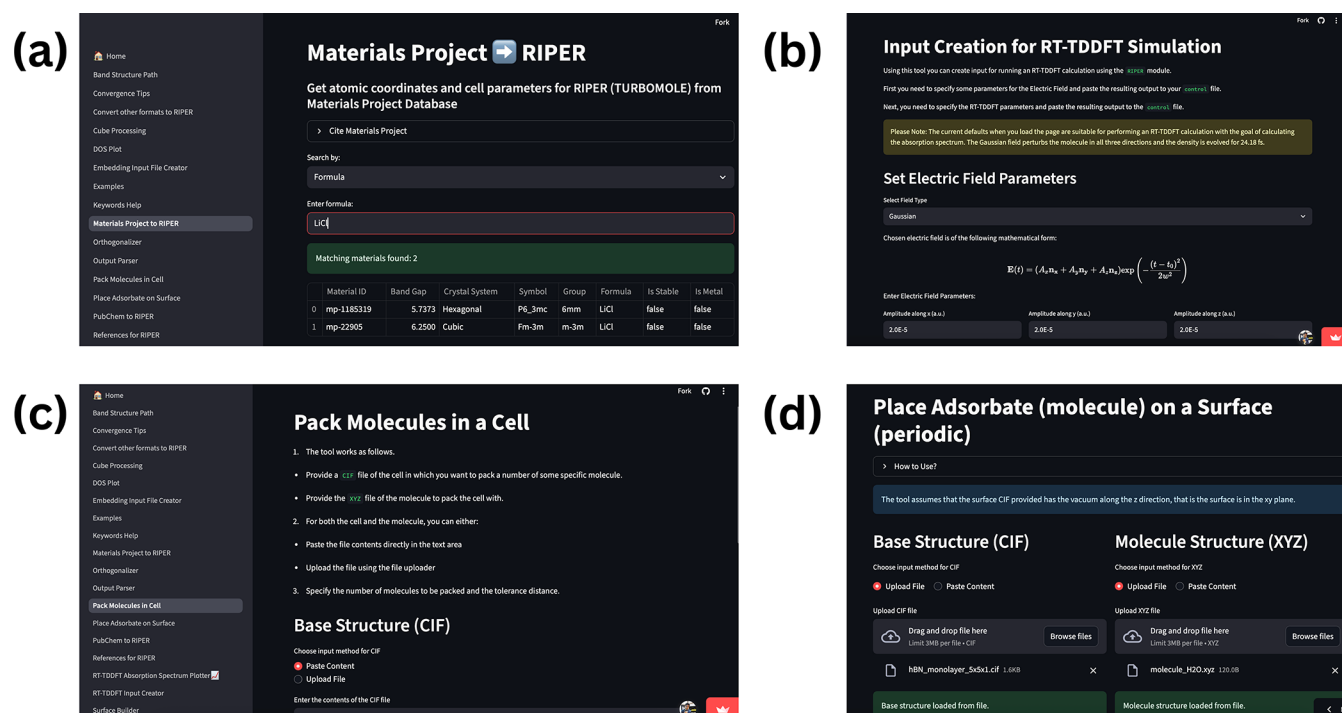 (a)
Fork
🏠 Home
Band Structure Path
Convergence Tips
Convert other formats to RIPER
Cube Processing
DOS Plot
Embedding Input File Creator
Examples
Keywords Help
Materials Project to RIPER
Orthogonalizer
Output Parser
Pack Molecules in Cell
Place Adsorbate on Surface
PubChem to RIPER
References for RIPER
Materials Project ➡️ RIPER
Get atomic coordinates and cell parameters for RIPER (TURBOMOLE) from
Materials Project Database
Cite Materials Project
Search by:
Formula
Enter formula:
LiCl
Matching materials found: 2
Material ID Band Gap Crystal System Symbol Group Formula Is Stable Is Metal
0 mp-1185319 5.7373 Hexagonal P6_3mc 6mm LiCl false false
1 mp-22905 6.2500 Cubic Fm-3m m-3m LiCl false false
(b)
Fork
Input Creation for RT-TDDFT Simulation
Using this tool you can create input for running an RT-TDDFT calculation using the RIPER module.
First you need to specify some parameters for the Electric Field and paste the resulting output to your control file.
Next, you need to specify the RT-TDDFT parameters and paste the resulting output to the control file.
Please Note: The current defaults when you load the page are suitable for performing an RT-TDDFT calculation with the goal of calculating
the absorption spectrum. The Gaussian field perturbs the molecule in all three directions and the density is evolved for 24.18 fs.
Set Electric Field Parameters
Select Field Type
Gaussian
Chosen electric field is of the following mathematical form:
E(t) = (A_x n_x + A_y n_y + A_z n_z)exp(−(t − t_0)²/2w²)
Enter Electric Field Parameters:
Amplitude along x (a.u.) Amplitude along y (a.u.) Amplitude along z (a.u.)
2.0E-5 2.0E-5 2.0E-5
(c)
Fork
🏠 Home
Band Structure Path
Convergence Tips
Convert other formats to RIPER
Cube Processing
DOS Plot
Embedding Input File Creator
Examples
Keywords Help
Materials Project to RIPER
Orthogonalizer
Output Parser
Pack Molecules in Cell
Place Adsorbate on Surface
PubChem to RIPER
References for RIPER
RT-TDDFT Absorption Spectrum Plotter📈
RT-TDDFT Input Creator
Surface Builder
Pack Molecules in a Cell
1. The tool works as follows.
• Provide a CIF file of the cell in which you want to pack a number of some specific molecule.
• Provide the XYZ file of the molecule to pack the cell with.
2. For both the cell and the molecule, you can either:
• Paste the file contents directly in the text area
• Upload the file using the file uploader
3. Specify the number of molecules to be packed and the tolerance distance.
Base Structure (CIF)
Choose input method for CIF
Paste Content
Upload File
Enter the contents of the CIF file
(d)
Place Adsorbate (molecule) on a Surface
(periodic)
How to Use?
The tool assumes that the surface CIF provided has the vacuum along the z direction, that is the surface is in the xy plane.
Base Structure (CIF) Molecule Structure (XYZ)
Choose input method for CIF Choose input method for XYZ
Upload File Paste Content Upload File Paste Content
Upload CIF file Upload XYZ file
Drag and drop file here Browse files Drag and drop file here Browse files
Limit 3MB per file • CIF Limit 3MB per file • XYZ
hBN_monolayer_5x5x1.cif 1.6KB molecule_H2O.xyz 120.0B
Base structure loaded from file. Molecule structure loaded from file.